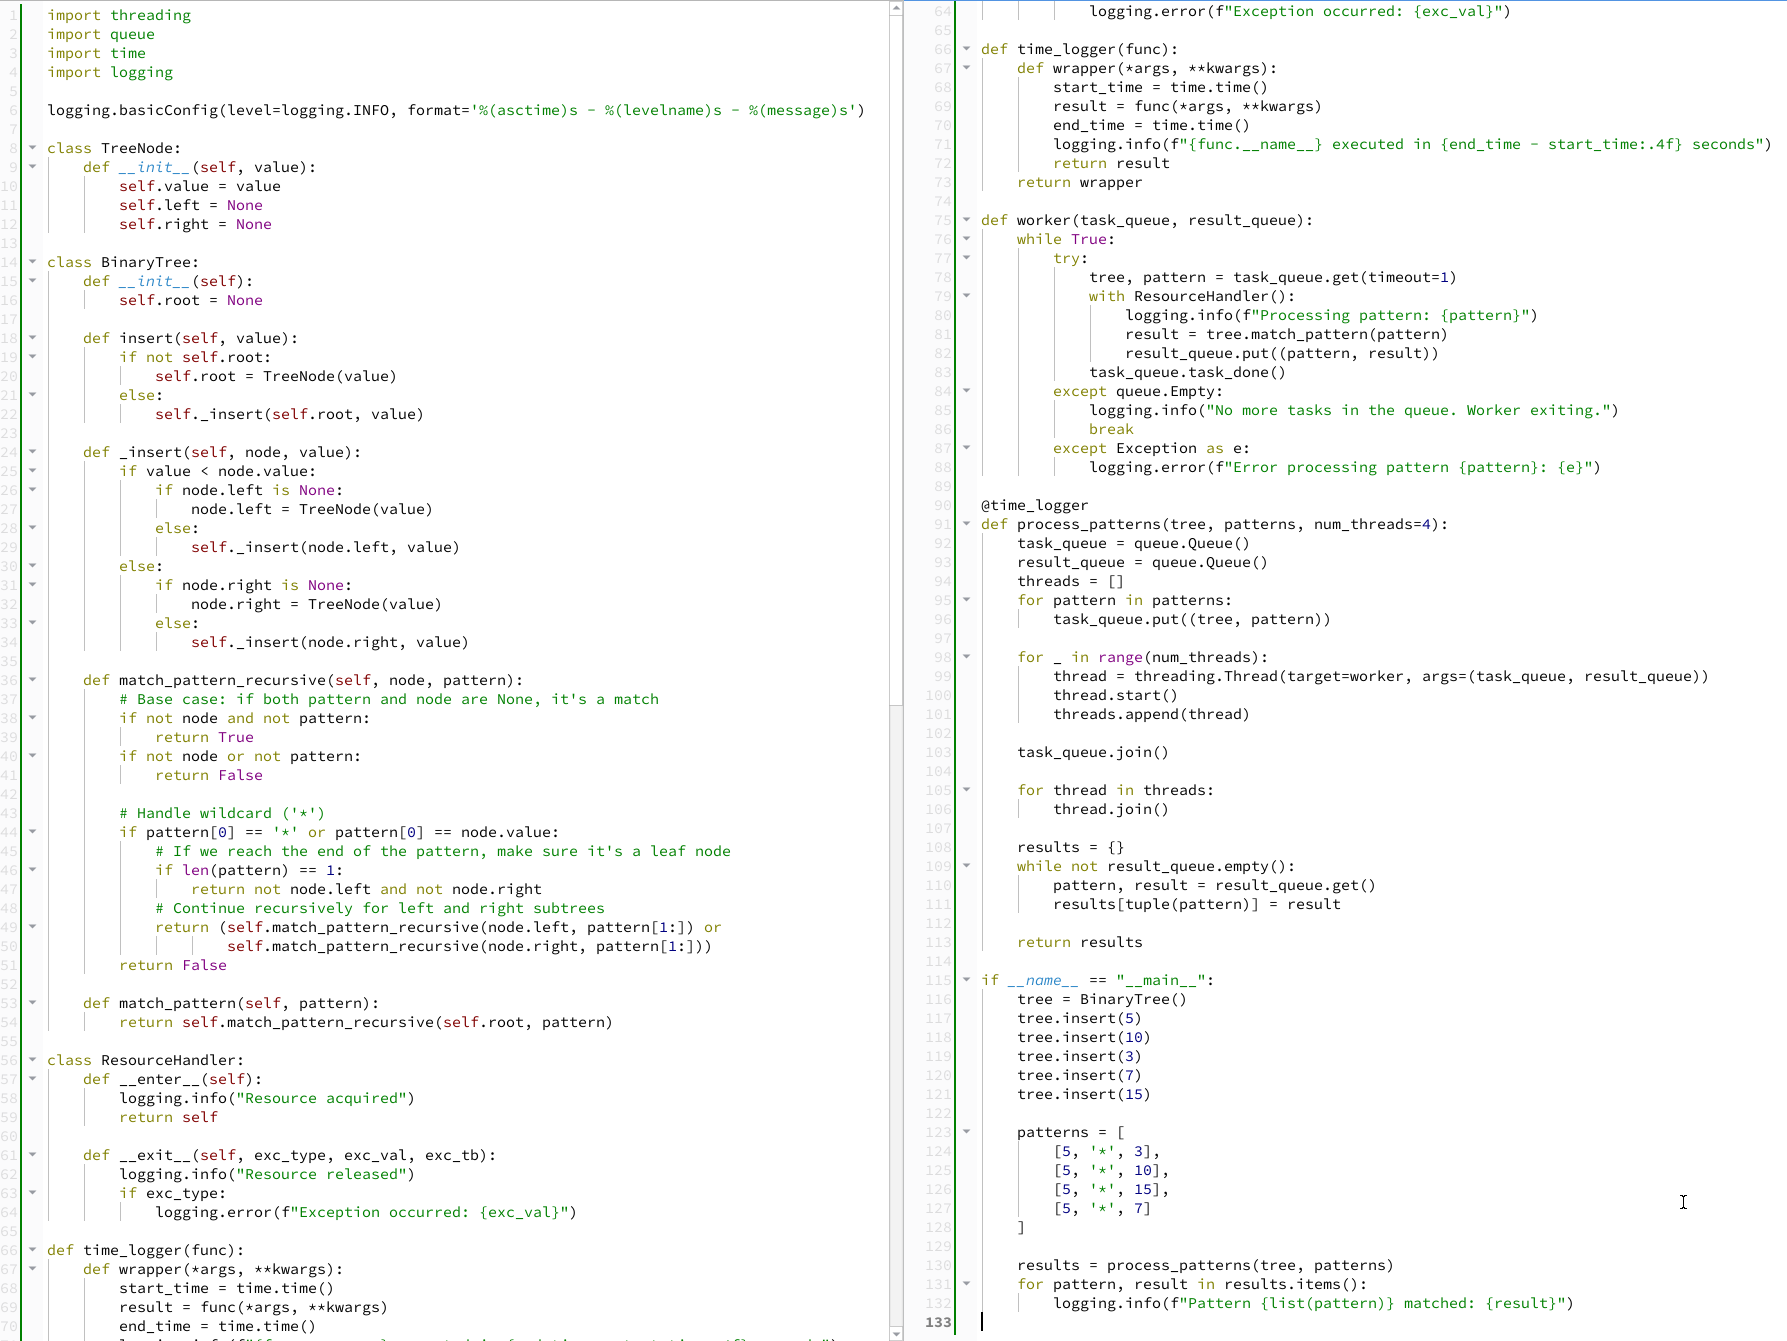 1 import threading
2 import queue
3 import time
4 import logging
5
6 logging.basicConfig(level=logging.INFO, format='%(asctime)s - %(levelname)s - %(message)s')
7
8 class TreeNode:
9     def __init__(self, value):
10         self.value = value
11         self.left = None
12         self.right = None
13
14 class BinaryTree:
15     def __init__(self):
16         self.root = None
17
18     def insert(self, value):
19         if not self.root:
20             self.root = TreeNode(value)
21         else:
22             self._insert(self.root, value)
23
24     def _insert(self, node, value):
25         if value < node.value:
26             if node.left is None:
27                 node.left = TreeNode(value)
28             else:
29                 self._insert(node.left, value)
30         else:
31             if node.right is None:
32                 node.right = TreeNode(value)
33             else:
34                 self._insert(node.right, value)
35
36     def match_pattern_recursive(self, node, pattern):
37         # Base case: if both pattern and node are None, it's a match
38         if not node and not pattern:
39             return True
40         if not node or not pattern:
41             return False
42
43         # Handle wildcard ('*')
44         if pattern[0] == '*' or pattern[0] == node.value:
45             # If we reach the end of the pattern, make sure it's a leaf node
46             if len(pattern) == 1:
47                 return not node.left and not node.right
48             # Continue recursively for left and right subtrees
49             return (self.match_pattern_recursive(node.left, pattern[1:]) or
50                     self.match_pattern_recursive(node.right, pattern[1:]))
51         return False
52
53     def match_pattern(self, pattern):
54         return self.match_pattern_recursive(self.root, pattern)
55
56 class ResourceHandler:
57     def __enter__(self):
58         logging.info("Resource acquired")
59         return self
60
61     def __exit__(self, exc_type, exc_val, exc_tb):
62         logging.info("Resource released")
63         if exc_type:
64             logging.error(f"Exception occurred: {exc_val}")
65
66 def time_logger(func):
67     def wrapper(*args, **kwargs):
68         start_time = time.time()
69         result = func(*args, **kwargs)
70         end_time = time.time()
64             logging.error(f"Exception occurred: {exc_val}")
65
66 def time_logger(func):
67     def wrapper(*args, **kwargs):
68         start_time = time.time()
69         result = func(*args, **kwargs)
70         end_time = time.time()
71         logging.info(f"{func.__name__} executed in {end_time - start_time:.4f} seconds")
72         return result
73     return wrapper
74
75 def worker(task_queue, result_queue):
76     while True:
77         try:
78             tree, pattern = task_queue.get(timeout=1)
79             with ResourceHandler():
80                 logging.info(f"Processing pattern: {pattern}")
81                 result = tree.match_pattern(pattern)
82                 result_queue.put((pattern, result))
83             task_queue.task_done()
84         except queue.Empty:
85             logging.info("No more tasks in the queue. Worker exiting.")
86             break
87         except Exception as e:
88             logging.error(f"Error processing pattern {pattern}: {e}")
89
90 @time_logger
91 def process_patterns(tree, patterns, num_threads=4):
92     task_queue = queue.Queue()
93     result_queue = queue.Queue()
94     threads = []
95     for pattern in patterns:
96         task_queue.put((tree, pattern))
97
98     for _ in range(num_threads):
99         thread = threading.Thread(target=worker, args=(task_queue, result_queue))
100         thread.start()
101         threads.append(thread)
102
103     task_queue.join()
104
105     for thread in threads:
106         thread.join()
107
108     results = {}
109     while not result_queue.empty():
110         pattern, result = result_queue.get()
111         results[tuple(pattern)] = result
112
113     return results
114
115 if __name__ == "__main__":
116     tree = BinaryTree()
117     tree.insert(5)
118     tree.insert(10)
119     tree.insert(3)
120     tree.insert(7)
121     tree.insert(15)
122
123     patterns = [
124         [5, '*', 3],
125         [5, '*', 10],
126         [5, '*', 15],
127         [5, '*', 7]
128     ]
129
130     results = process_patterns(tree, patterns)
131     for pattern, result in results.items():
132         logging.info(f"Pattern {list(pattern)} matched: {result}")
133